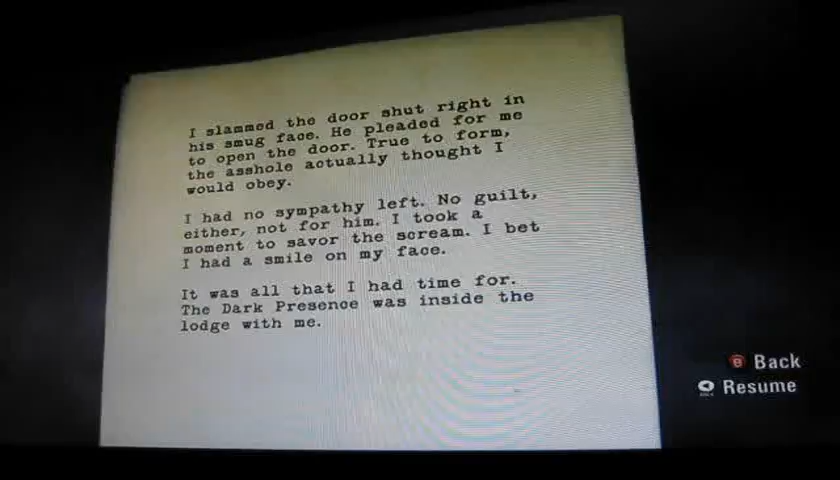 I slammed the door shut right in
his smug face. He pleaded for me
to open the door. True to form,
the asshole actually thought I
would obey.
I had no sympathy left. No guilt,
either, not for him. I took a
moment to savor the scream. I bet
I had a smile on my face.
It was all that I had time for.
The Dark Presence was inside the
lodge with me.
B Back
Resume